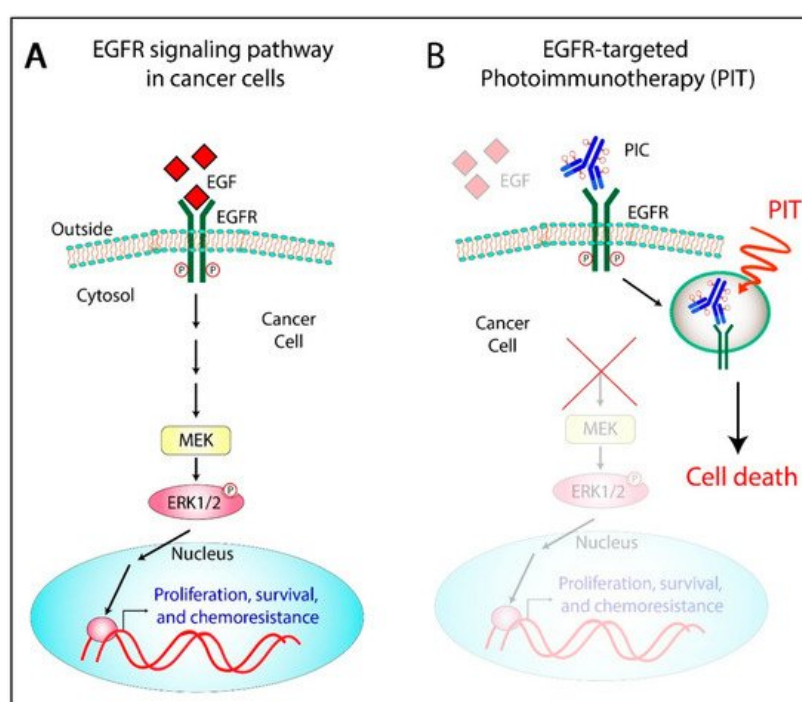 A
EGFR signaling pathway
in cancer cells
EGF
EGFR
Outside
P P
Cytosol
Cancer
Cell
MEK
P
ERK1/2
Nucleus
Proliferation, survival,
and chemoresistance
B
EGFR-targeted
Photoimmunotherapy (PIT)
PIC
EGF
EGFR
PIT
P P
Cancer
Cell
MEK
P
ERK1/2
Cell death
Nucleus
Proliferation, survival,
and chemoresistance